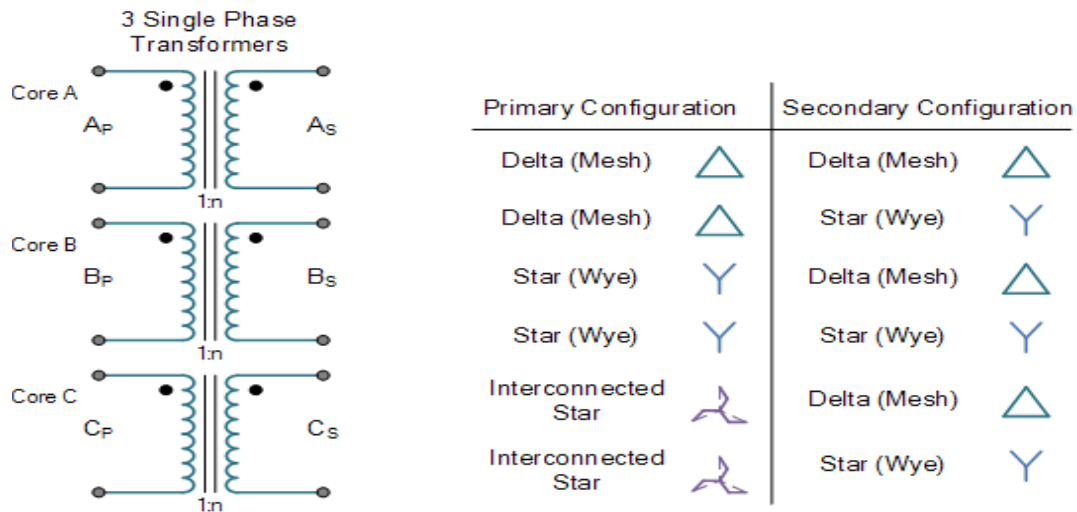 3 Single Phase
Transformers
Core A
AP
AS
1:n
Core B
BP
BS
1:n
Core C
CP
CS
1:n
Primary Configuration
Secondary Configuration
Delta (Mesh)
Delta (Mesh)
Delta (Mesh)
Star (Wye)
Star (Wye)
Delta (Mesh)
Star (Wye)
Star (Wye)
Interconnected
Star
Delta (Mesh)
Interconnected
Star
Star (Wye)